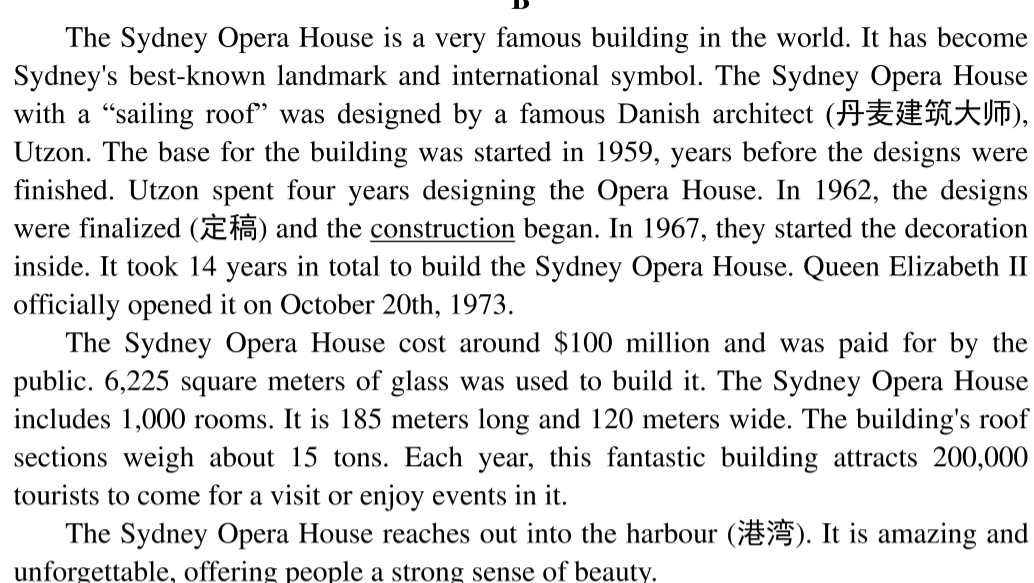 B
The Sydney Opera House is a very famous building in the world. It has become
Sydney's best-known landmark and international symbol. The Sydney Opera House
with a “sailing roof” was designed by a famous Danish architect (丹麦建筑大师),
Utzon. The base for the building was started in 1959, years before the designs were
finished. Utzon spent four years designing the Opera House. In 1962, the designs
were finalized (定稿) and the construction began. In 1967, they started the decoration
inside. It took 14 years in total to build the Sydney Opera House. Queen Elizabeth II
officially opened it on October 20th, 1973.
The Sydney Opera House cost around $100 million and was paid for by the
public. 6,225 square meters of glass was used to build it. The Sydney Opera House
includes 1,000 rooms. It is 185 meters long and 120 meters wide. The building's roof
sections weigh about 15 tons. Each year, this fantastic building attracts 200,000
tourists to come for a visit or enjoy events in it.
The Sydney Opera House reaches out into the harbour (港湾). It is amazing and
unforgettable, offering people a strong sense of beauty.